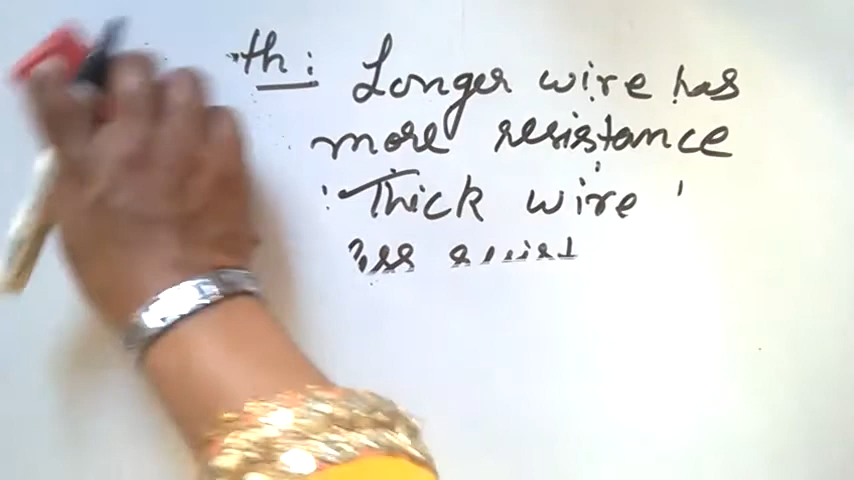 th: Longer wire has
more resistance
: Thick wire